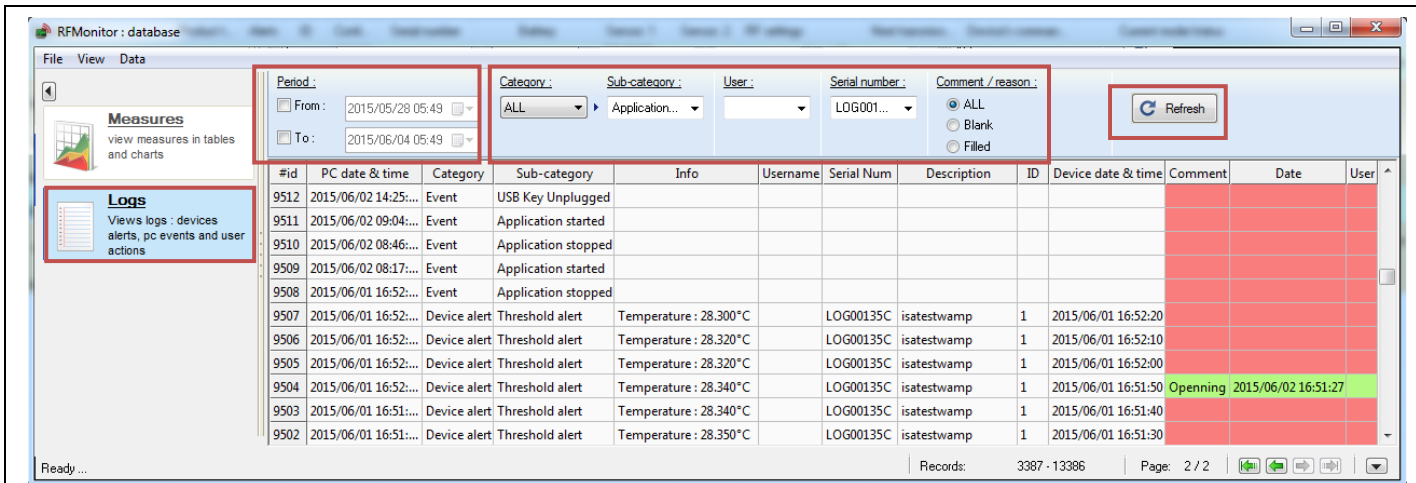 RFMonitor : database
File View Data
Measures
view measures in tables
and charts
Logs
Views logs : devices
alerts, pc events and user
actions
Period :
From : 2015/05/28 05:49
To : 2015/06/04 05:49
Category : Sub-category : User : Serial number : Comment / reason :
ALL Application... LOG001... ALL
Blank
Filled
Refresh
#id PC date & time Category Sub-category Info Username Serial Num Description ID Device date & time Comment Date User
9512 2015/06/02 14:25:... Event USB Key Unplugged
9511 2015/06/02 09:04:... Event Application started
9510 2015/06/02 08:46:... Event Application stopped
9509 2015/06/02 08:17:... Event Application started
9508 2015/06/01 16:52:... Event Application stopped
9507 2015/06/01 16:52:... Device alert Threshold alert Temperature : 28.300°C LOG00135C isatestwamp 1 2015/06/01 16:52:20
9506 2015/06/01 16:52:... Device alert Threshold alert Temperature : 28.320°C LOG00135C isatestwamp 1 2015/06/01 16:52:10
9505 2015/06/01 16:52:... Device alert Threshold alert Temperature : 28.320°C LOG00135C isatestwamp 1 2015/06/01 16:52:00
9504 2015/06/01 16:52:... Device alert Threshold alert Temperature : 28.340°C LOG00135C isatestwamp 1 2015/06/01 16:51:50 Openning 2015/06/02 16:51:27
9503 2015/06/01 16:51:... Device alert Threshold alert Temperature : 28.340°C LOG00135C isatestwamp 1 2015/06/01 16:51:40
9502 2015/06/01 16:51:... Device alert Threshold alert Temperature : 28.350°C LOG00135C isatestwamp 1 2015/06/01 16:51:30
Ready ... Records: 3387 - 13386 Page: 2 / 2